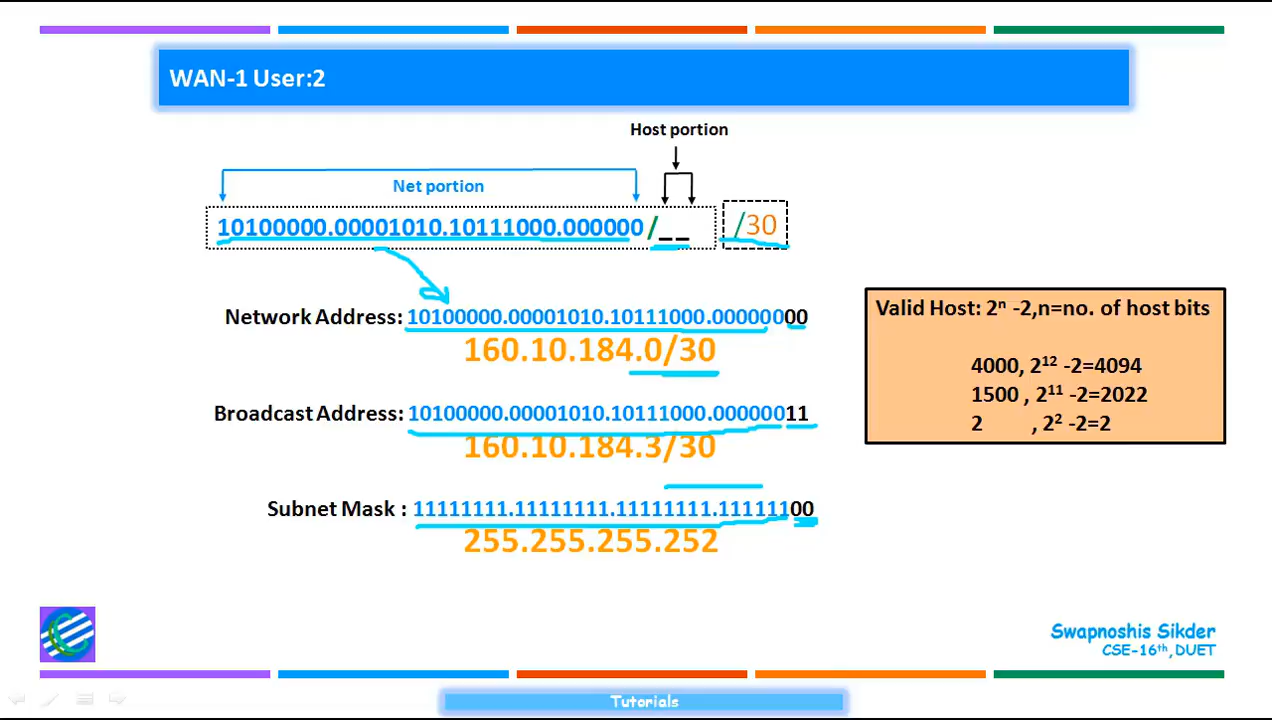 WAN-1 User:2
Host portion
Net portion
10100000.00001010.10111000.000000/__ /30
Network Address: 10100000.00001010.10111000.00000000
160.10.184.0/30
Broadcast Address: 10100000.00001010.10111000.00000011
160.10.184.3/30
Subnet Mask : 11111111.11111111.11111111.11111100
255.255.255.252
Valid Host: 2ⁿ -2,n=no. of host bits
4000, 2¹² -2=4094
1500 , 2¹¹ -2=2022
2 , 2² -2=2
Swapnoshis Sikder
CSE-16ᵗʰ,DUET
Tutorials